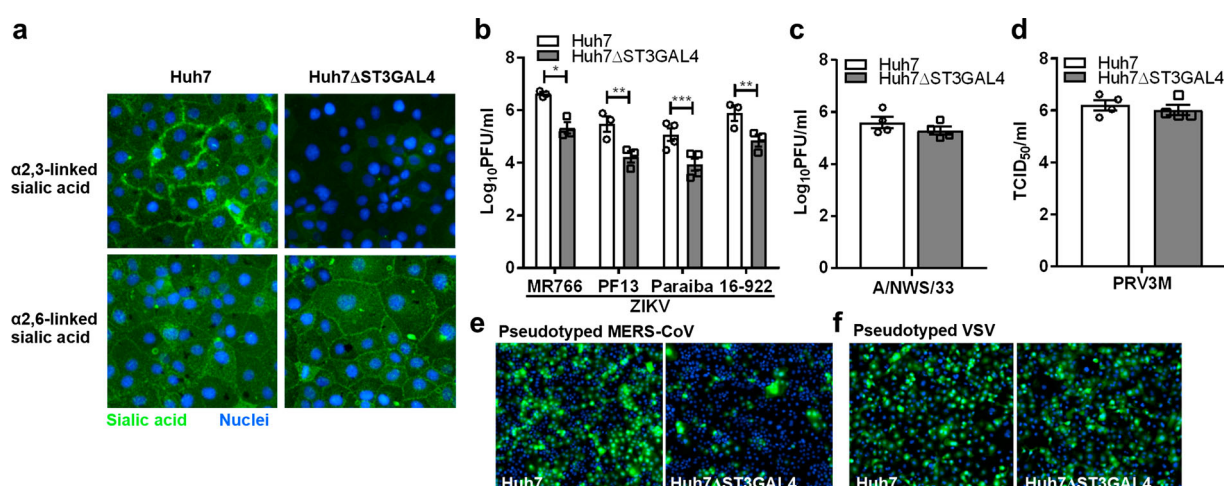 a
Huh7 Huh7ΔST3GAL4
α2,3-linked
sialic acid
α2,6-linked
sialic acid
Sialic acid Nuclei
b
Huh7
Huh7ΔST3GAL4
Log10PFU/ml
8
6
4
2
0
* ** *** **
MR766 PF13 Paraiba 16-922
ZIKV
c
Huh7
Huh7ΔST3GAL4
Log10PFU/ml
8
6
4
2
0
A/NWS/33
d
Huh7
Huh7ΔST3GAL4
TCID50/ml
8
6
4
2
0
PRV3M
e
Pseudotyped MERS-CoV
Huh7 Huh7ΔST3GAL4
f
Pseudotyped VSV
Huh7 Huh7ΔST3GAL4